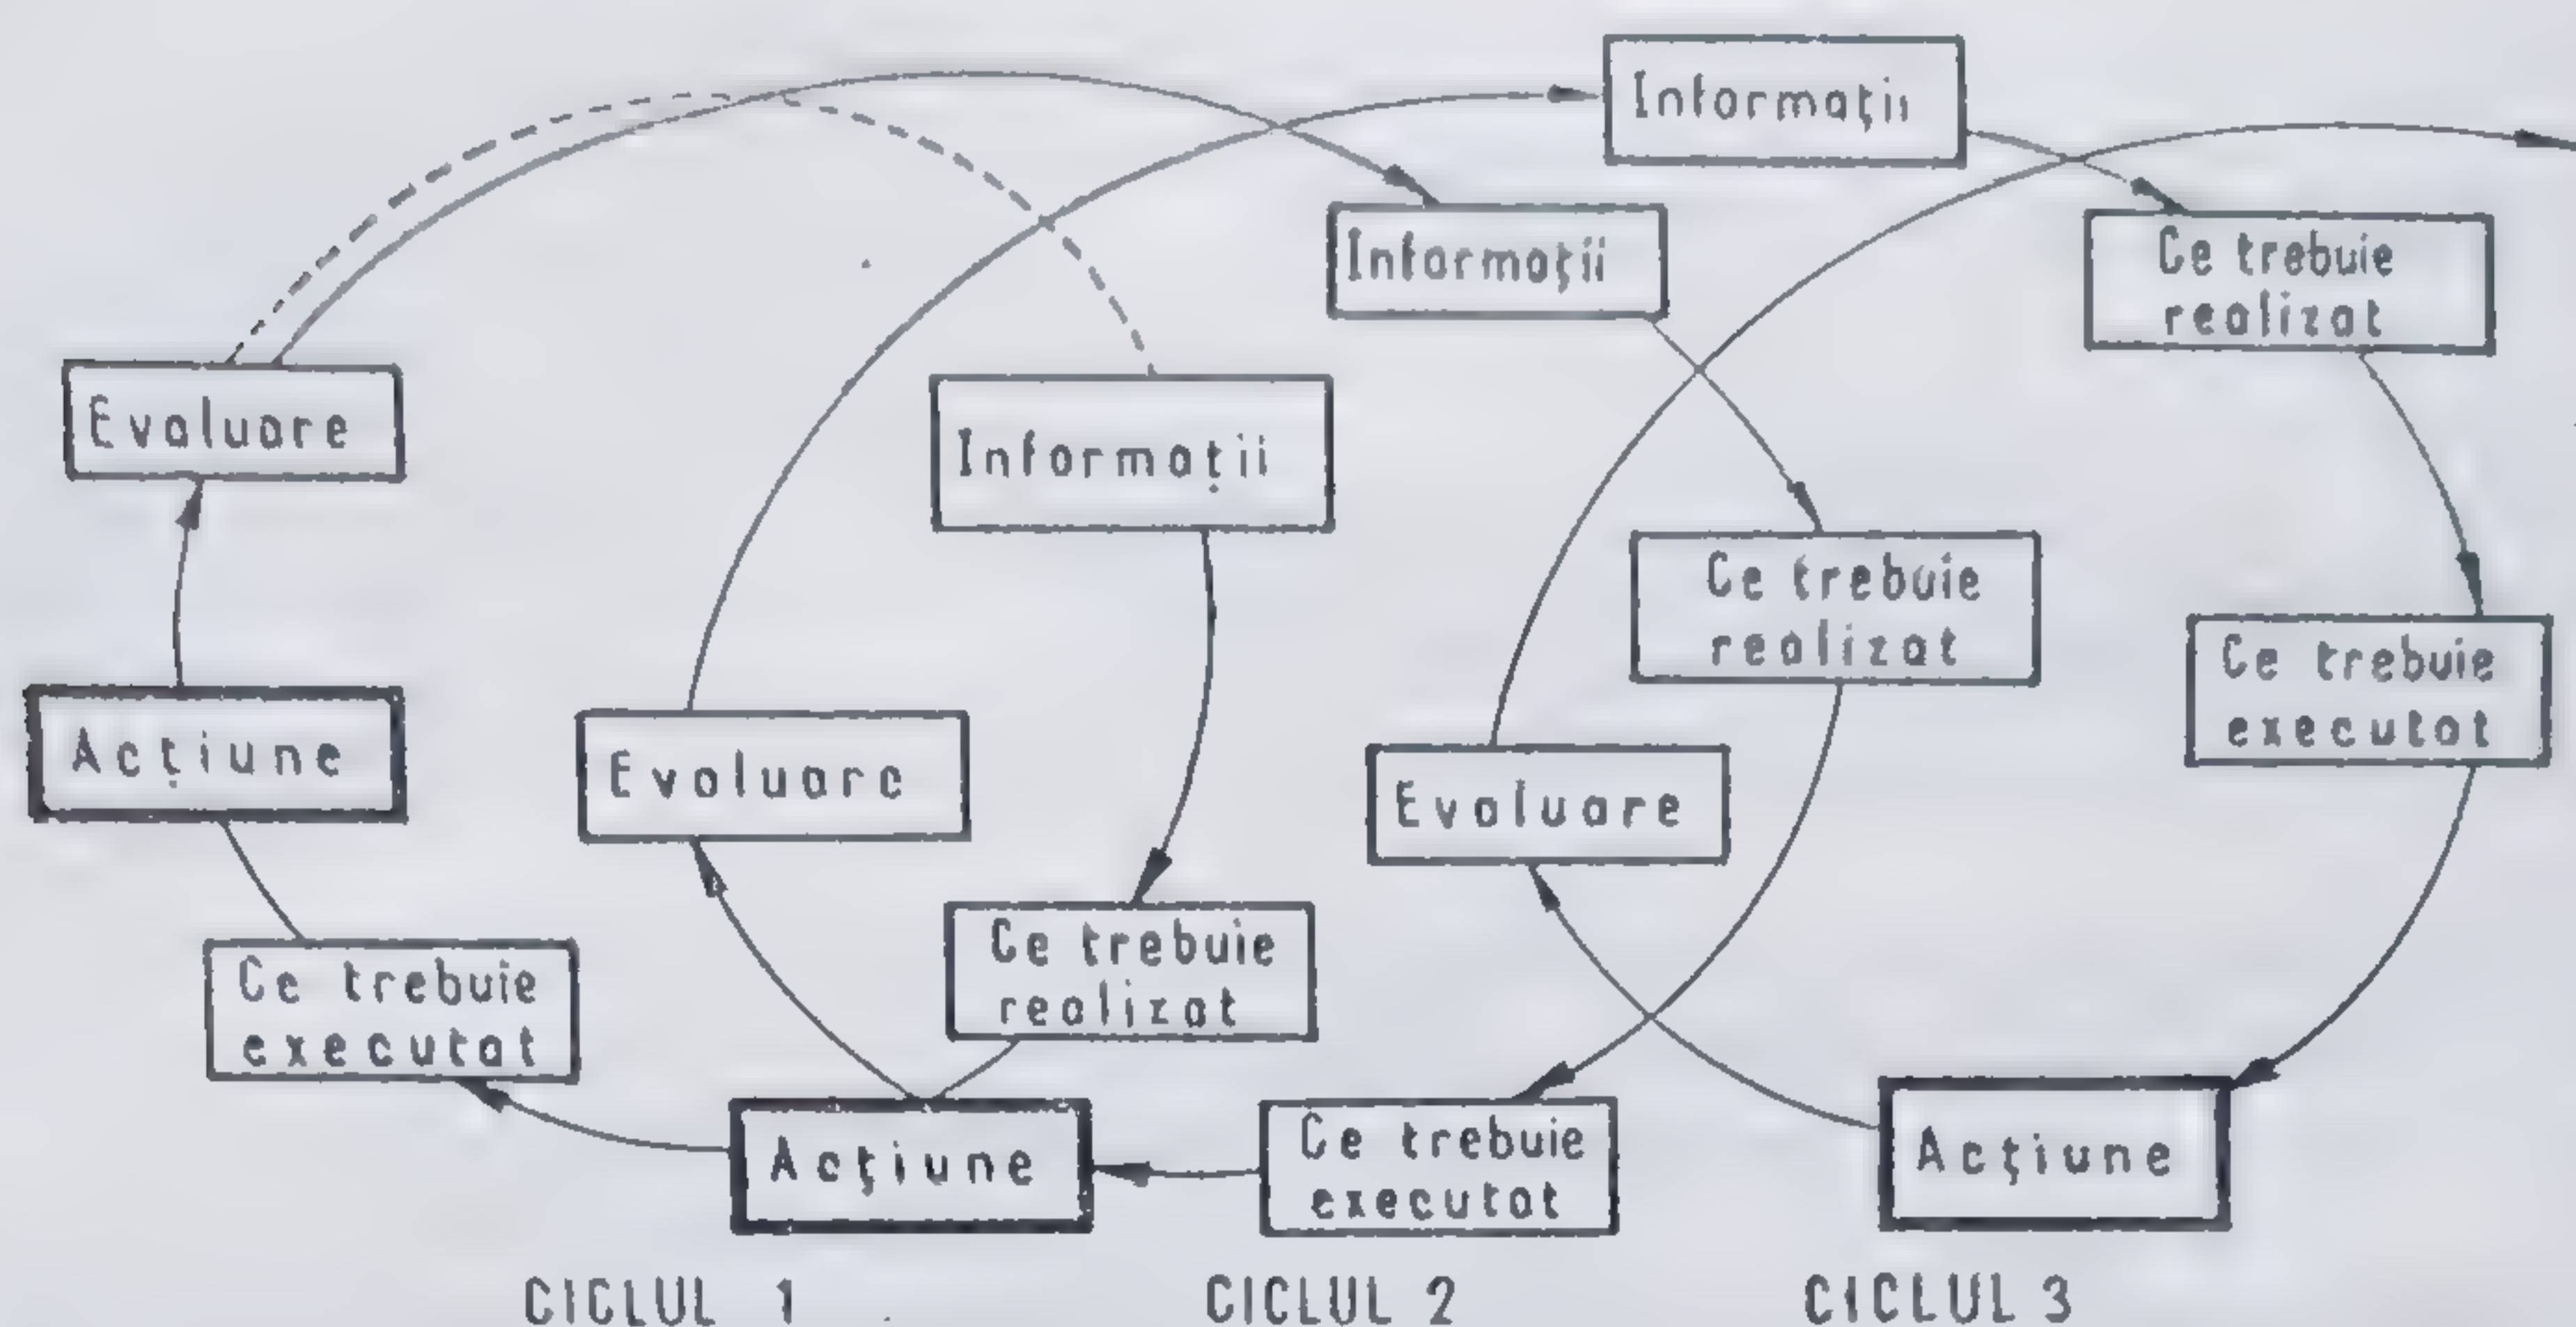 Informații
Informații
Ce trebuie
realizat
Evaluare
Informații
Ce trebuie
realizat
Ce trebuie
executat
Acțiune
Evaluare
Evaluare
Ce trebuie
realizat
Ce trebuie
executat
Acțiune
Ce trebuie
executat
Acțiune
CICLUL 1
CICLUL 2
CICLUL 3